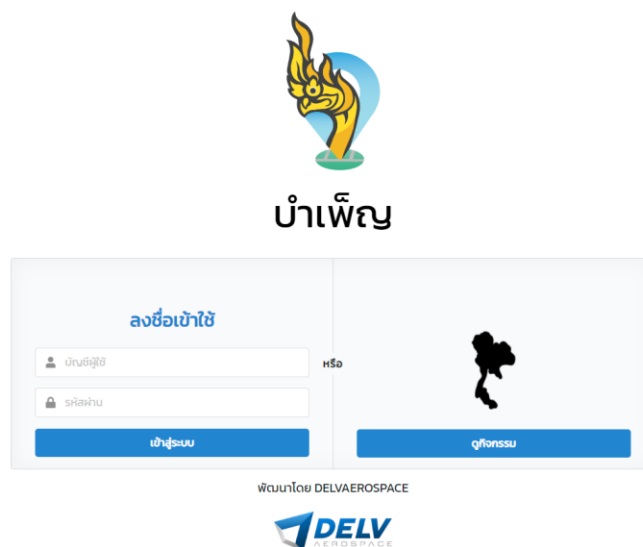 บำเพ็ญ
ลงชื่อเข้าใช้
บัญชีผู้ใช้
รหัสผ่าน
เข้าสู่ระบบ
หรือ
ดูกิจกรรม
พัฒนาโดย DELVAEROSPACE
DELV
AEROSPACE